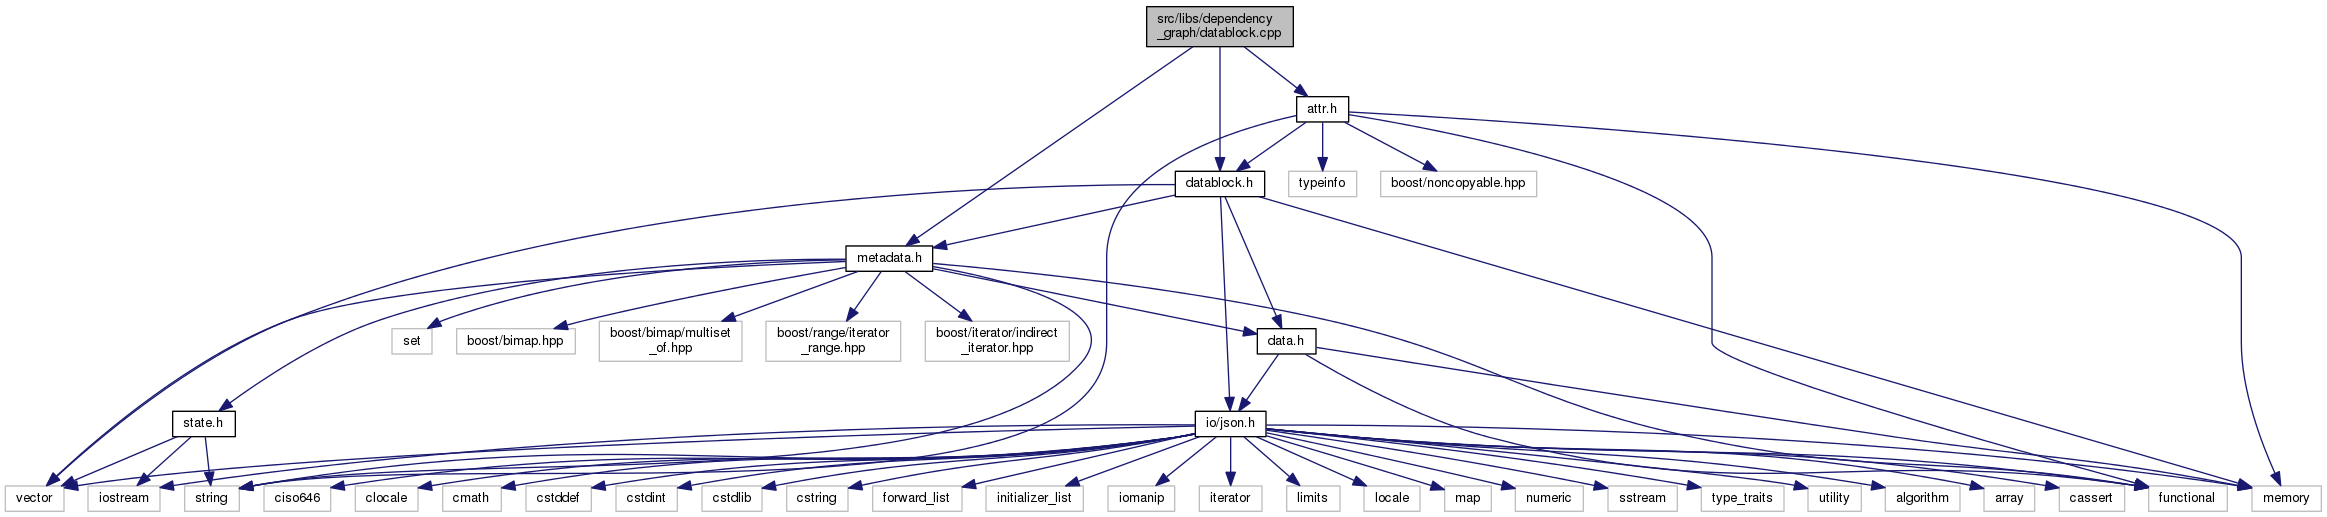 src/libs/dependency
_graph/datablock.cpp
attr.h
datablock.h
typeinfo
boost/noncopyable.hpp
metadata.h
set
boost/bimap.hpp
boost/bimap/multiset
_of.hpp
boost/range/iterator
_range.hpp
boost/iterator/indirect
_iterator.hpp
data.h
state.h
io/json.h
vector
iostream
string
ciso646
clocale
cmath
cstddef
cstdint
cstdlib
cstring
forward_list
initializer_list
iomanip
iterator
limits
locale
map
numeric
sstream
type_traits
utility
algorithm
array
cassert
functional
memory